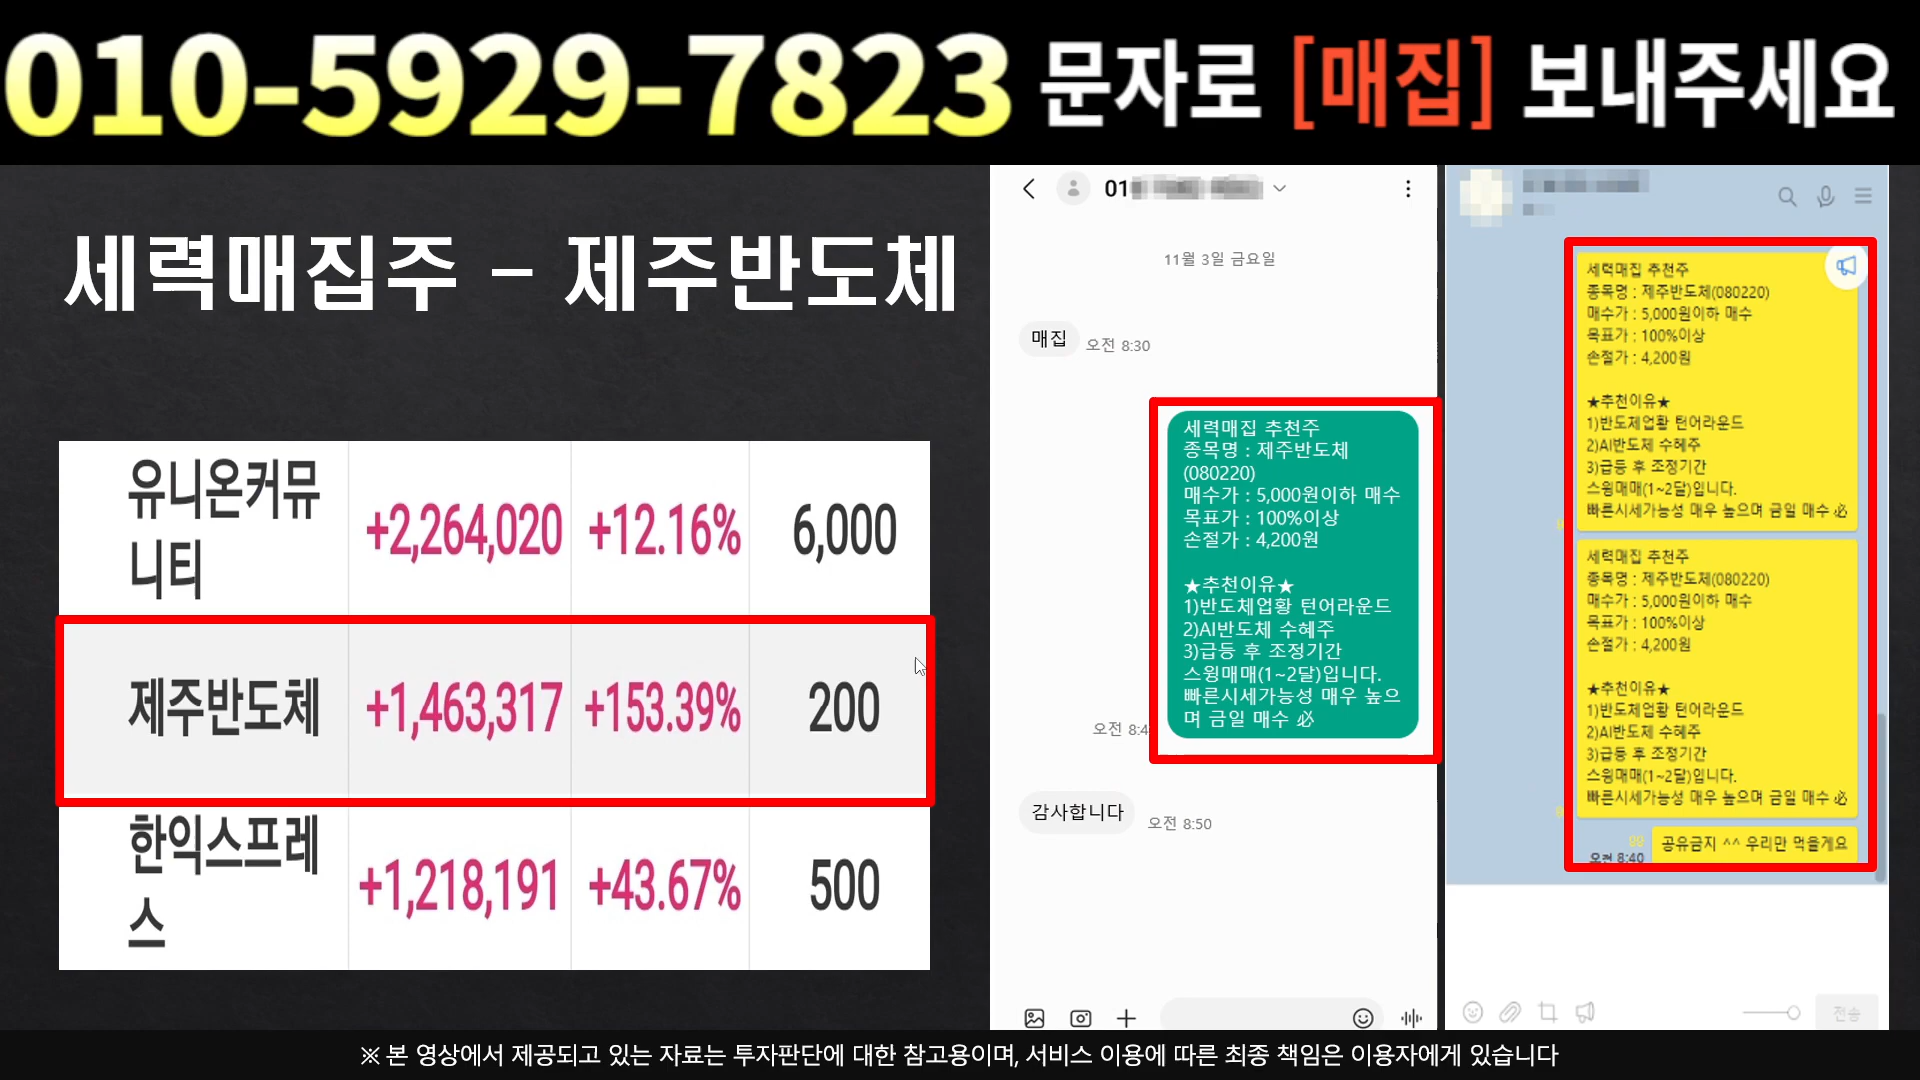 010-5929-7823 문자로 [매집] 보내주세요
세력매집주 - 제주반도체
유니온커뮤
니티
+2,264,020
+12.16%
6,000
제주반도체
+1,463,317
+153.39%
200
한익스프레
스
+1,218,191
+43.67%
500
01
11월 3일 금요일
매집
오전 8:30
세력매집 추천주
종목명 : 제주반도체
(080220)
매수가 : 5,000원이하 매수
목표가 : 100%이상
손절가 : 4,200원
★추천이유★
1)반도체업황 턴어라운드
2)AI반도체 수혜주
3)급등 후 조정기간
스윙매매(1~2달)입니다.
빠른시세가능성 매우 높으
며 금일 매수 必
오전 8:4
감사합니다
오전 8:50
세력매집 추천주
종목명 : 제주반도체(080220)
매수가 : 5,000원이하 매수
목표가 : 100%이상
손절가 : 4,200원
★추천이유★
1)반도체업황 턴어라운드
2)AI반도체 수혜주
3)급등 후 조정기간
스윙매매(1~2달)입니다.
빠른시세가능성 매우 높으며 금일 매수 必
세력매집 추천주
종목명 : 제주반도체(080220)
매수가 : 5,000원이하 매수
목표가 : 100%이상
손절가 : 4,200원
★추천이유★
1)반도체업황 턴어라운드
2)AI반도체 수혜주
3)급등 후 조정기간
스윙매매(1~2달)입니다.
빠른시세가능성 매우 높으며 금일 매수 必
오전 8:40
공유금지 ^^ 우리만 먹을게요
전송
※ 본 영상에서 제공되고 있는 자료는 투자판단에 대한 참고용이며, 서비스 이용에 따른 최종 책임은 이용자에게 있습니다